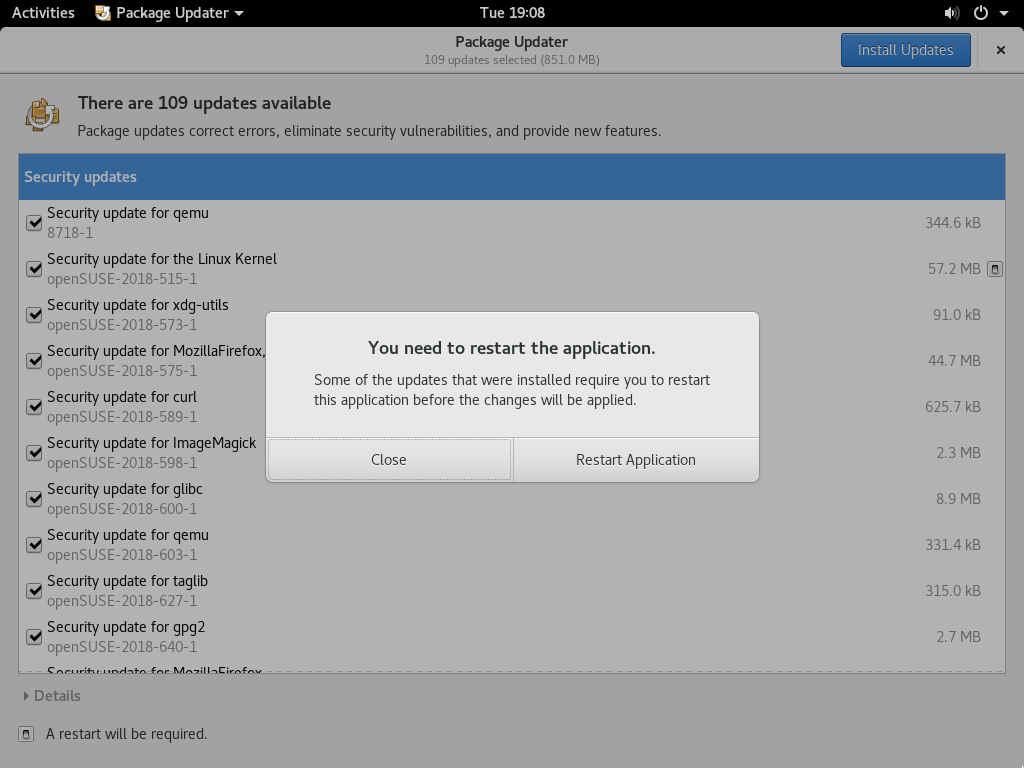 Activities Package Updater Tue 19:08
Package Updater
109 updates selected (851.0 MB)
Install Updates
There are 109 updates available
Package updates correct errors, eliminate security vulnerabilities, and provide new features.
Security updates
Security update for qemu
8718-1
344.6 kB
Security update for the Linux Kernel
openSUSE-2018-515-1
57.2 MB
Security update for xdg-utils
openSUSE-2018-573-1
91.0 kB
Security update for MozillaFirefox,
openSUSE-2018-575-1
44.7 MB
Security update for curl
openSUSE-2018-589-1
625.7 kB
Security update for ImageMagick
openSUSE-2018-598-1
2.3 MB
Security update for glibc
openSUSE-2018-600-1
8.9 MB
Security update for qemu
openSUSE-2018-603-1
331.4 kB
Security update for taglib
openSUSE-2018-627-1
315.0 kB
Security update for gpg2
openSUSE-2018-640-1
2.7 MB
Security update for MozillaFirefox
You need to restart the application.
Some of the updates that were installed require you to restart
this application before the changes will be applied.
Close
Restart Application
Details
A restart will be required.